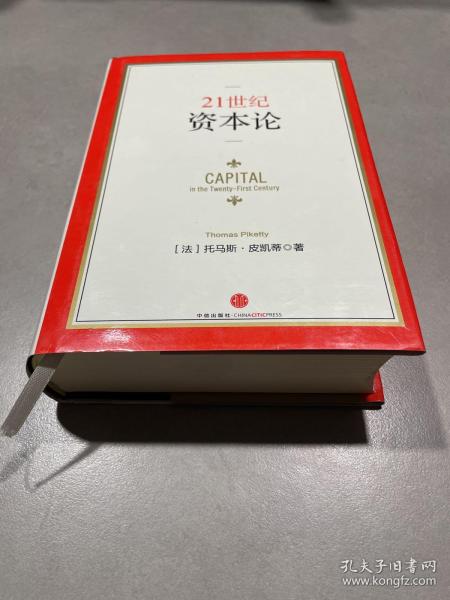 21世纪
资本论
CAPITAL
in the Twenty-First Century
Thomas Piketty
［法］托马斯·皮凯蒂◎著
中信出版社·CHINACITICPRESS
孔夫子旧书网
www.kongfz.com